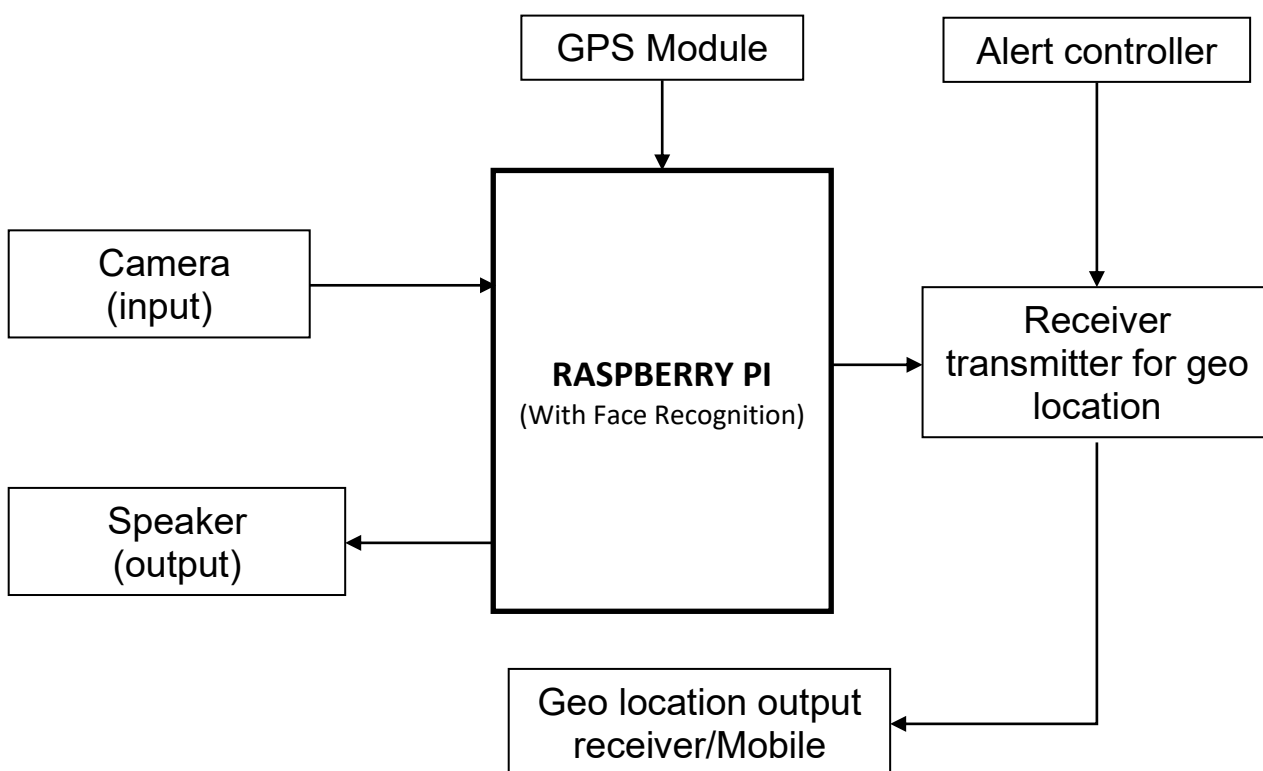 GPS Module
Alert controller
Camera
(input)
RASPBERRY PI
(With Face Recognition)
Receiver
transmitter for geo
location
Speaker
(output)
Geo location output
receiver/Mobile